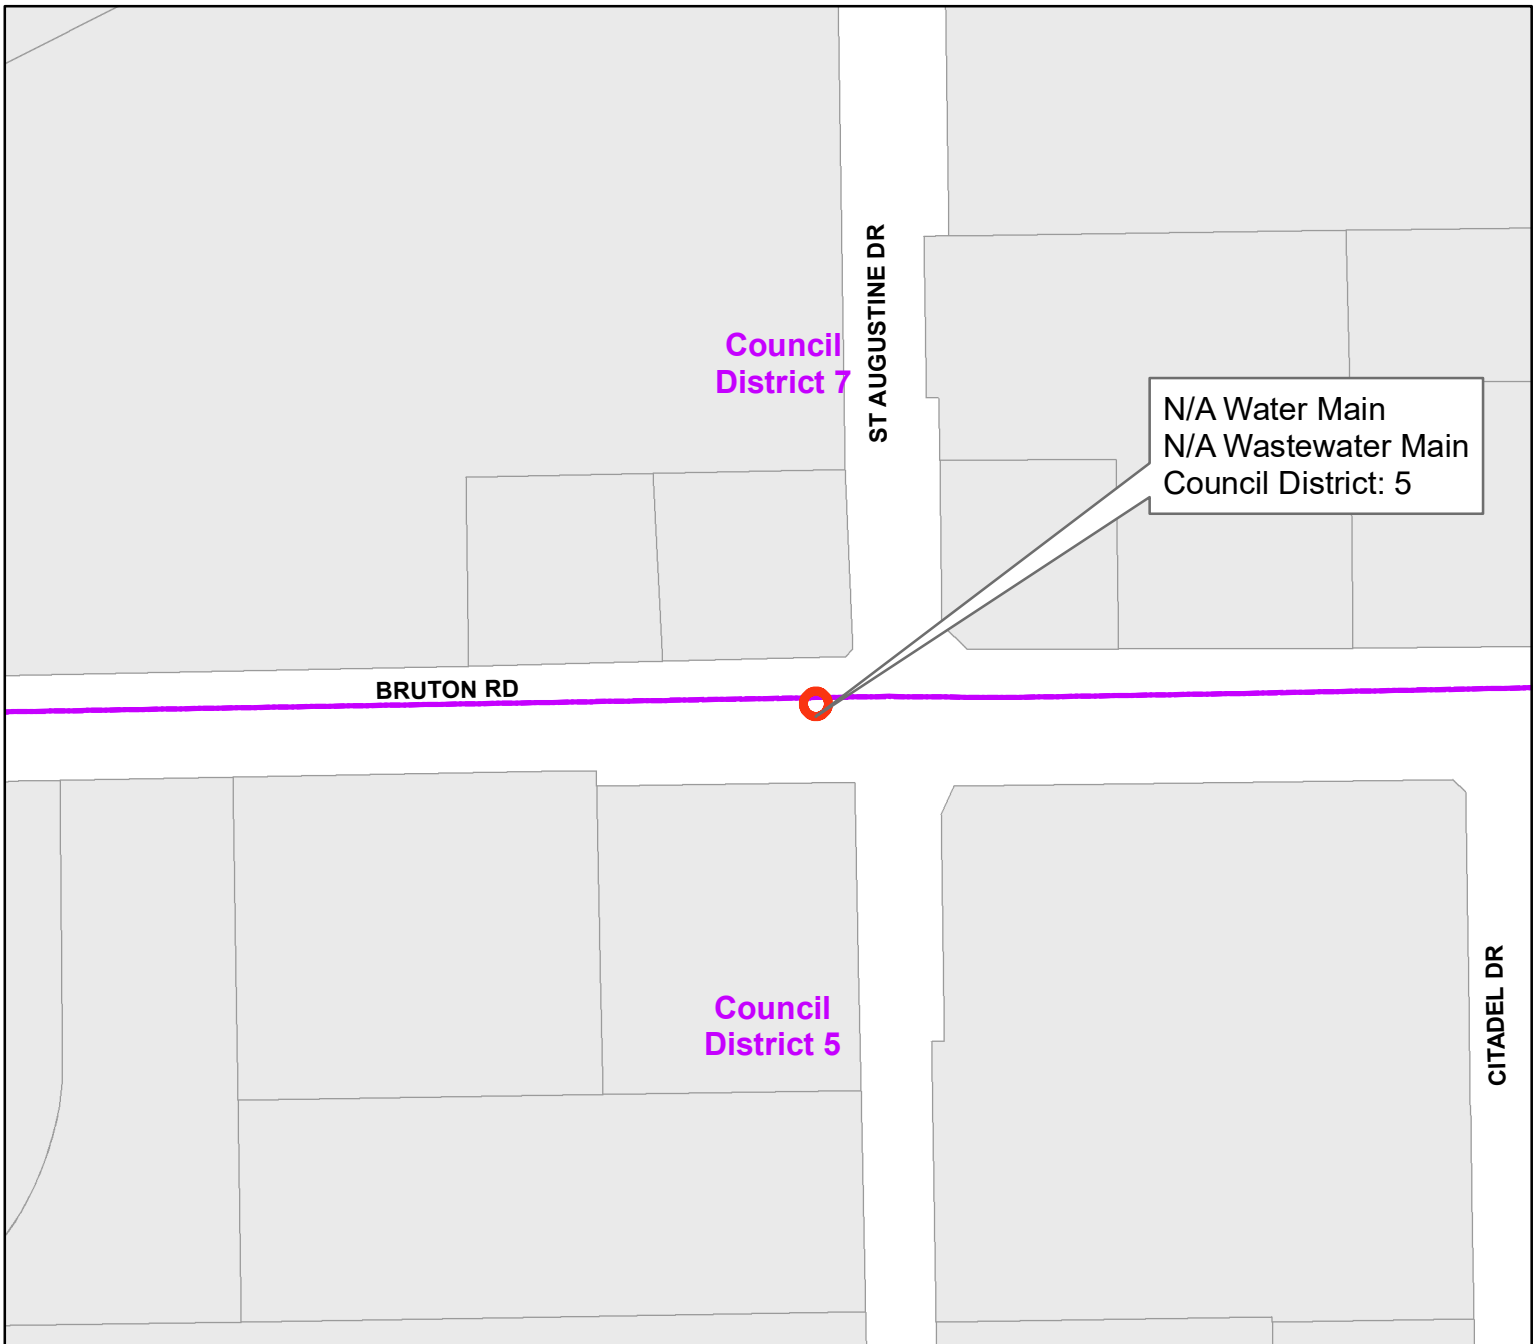 ST AUGUSTINE DR
Council
District 7
N/A Water Main
N/A Wastewater Main
Council District: 5
BRUTON RD
Council
District 5
CITADEL DR